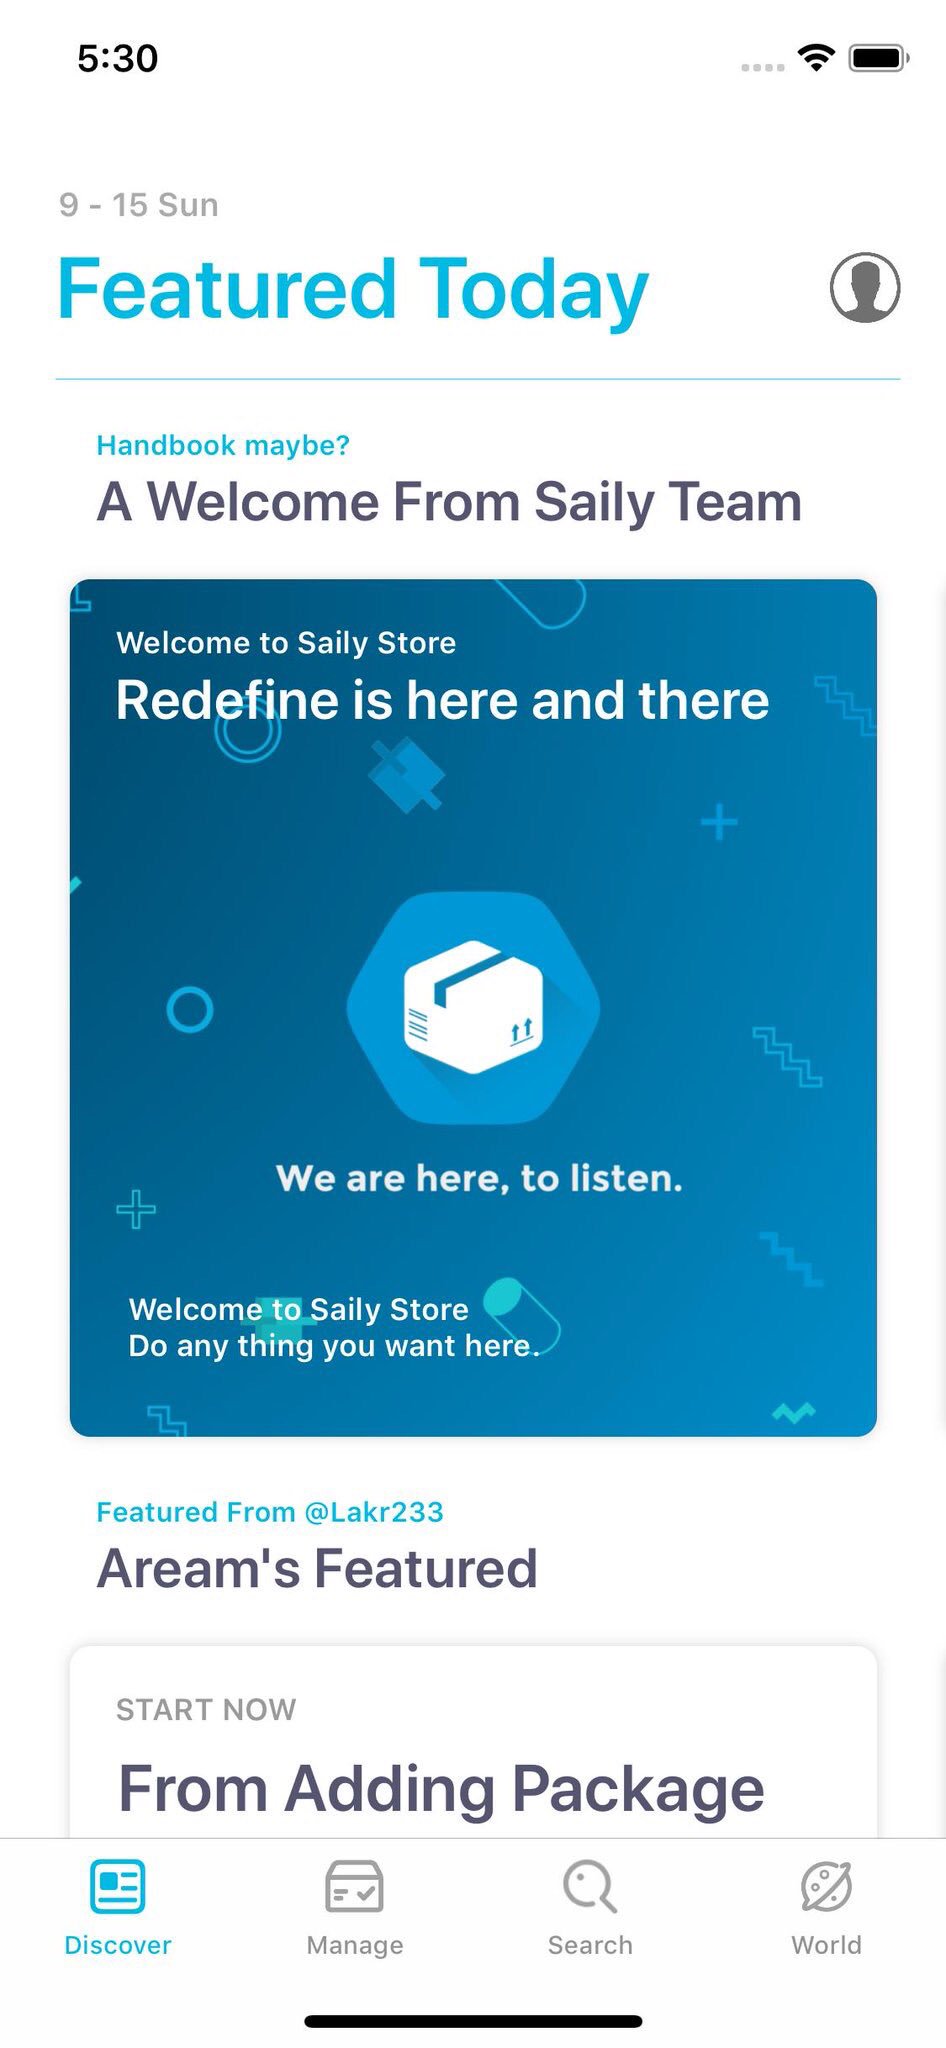 5:30
9 - 15 Sun
Featured Today
Handbook maybe?
A Welcome From Saily Team
Welcome to Saily Store
Redefine is here and there
We are here, to listen.
Welcome to Saily Store
Do any thing you want here.
Featured From @Lakr233
Aream's Featured
START NOW
From Adding Package
Discover
Manage
Search
World